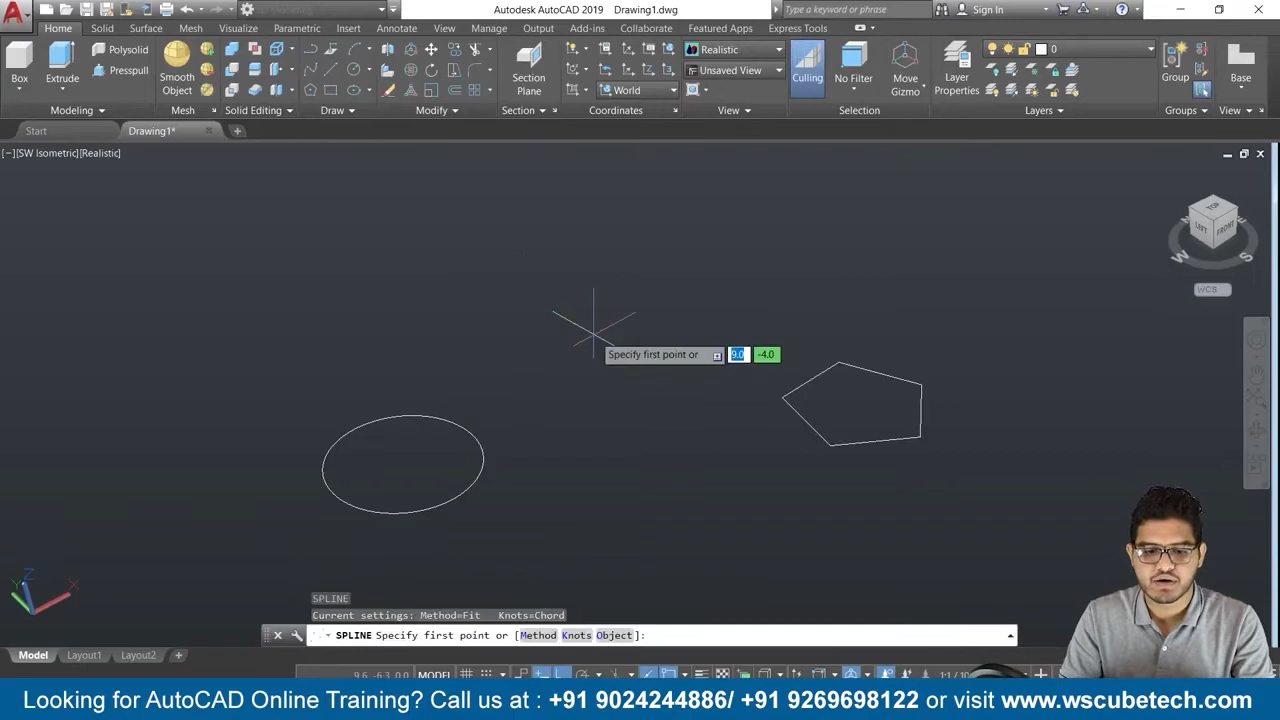 Autodesk AutoCAD 2019 Drawing1.dwg
Type a keyword or phrase
Sign In
Home Solid Surface Mesh Visualize Parametric Insert Annotate View Manage Output Add-ins Collaborate Featured Apps Express Tools
Box
Extrude
Polysolid
Presspull
Smooth
Object
Section
Plane
World
Realistic
Unsaved View
Culling
No Filter
Move
Gizmo
Layer
Properties
0
Group
Base
Modeling Mesh Solid Editing Draw Modify Section Coordinates View Selection Layers Groups View
Start Drawing1*
[−][SW Isometric][Realistic]
TOP
LEFT FRONT
W S
WCS
Specify first point or 9.0 -4.0
Y Z X
SPLINE
Current settings: Method=Fit Knots=Chord
SPLINE Specify first point or [Method Knots Object]:
Model Layout1 Layout2
MODEL
Looking for AutoCAD Online Training? Call us at : +91 9024244886/ +91 9269698122 or visit www.wscubetech.com